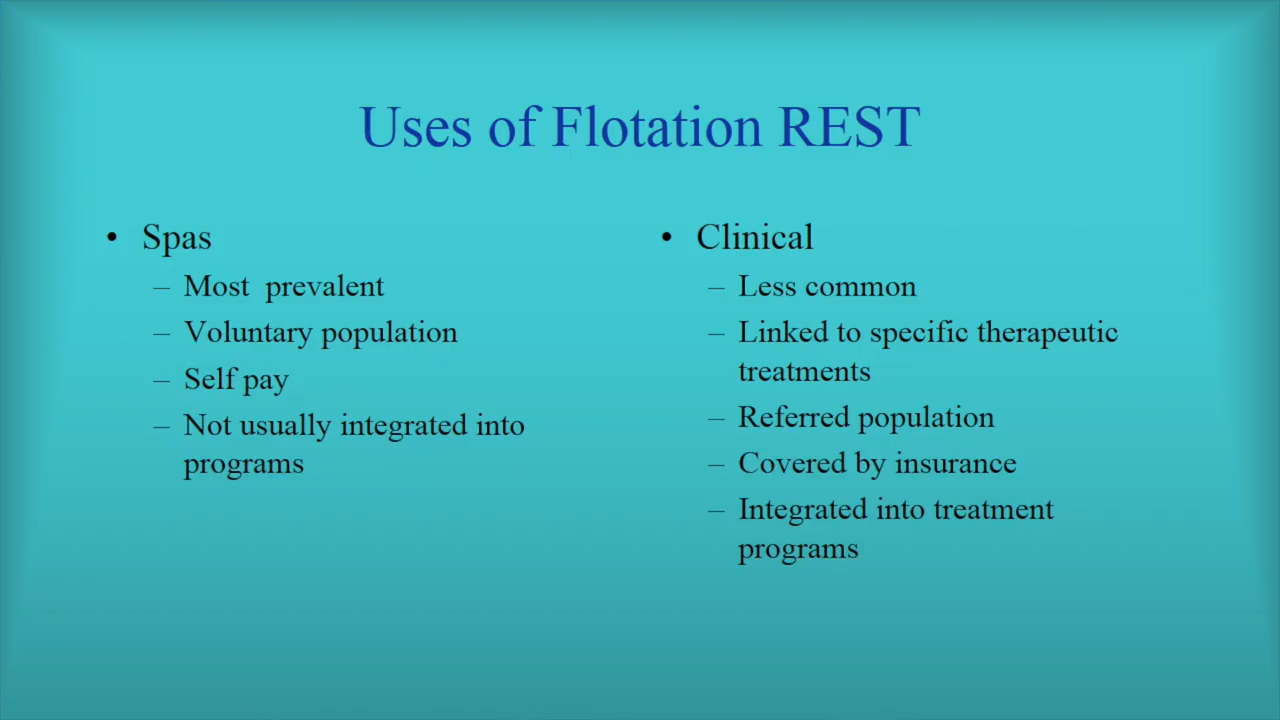 Uses of Flotation REST
• Spas
– Most prevalent
– Voluntary population
– Self pay
– Not usually integrated into
programs
• Clinical
– Less common
– Linked to specific therapeutic
treatments
– Referred population
– Covered by insurance
– Integrated into treatment
programs